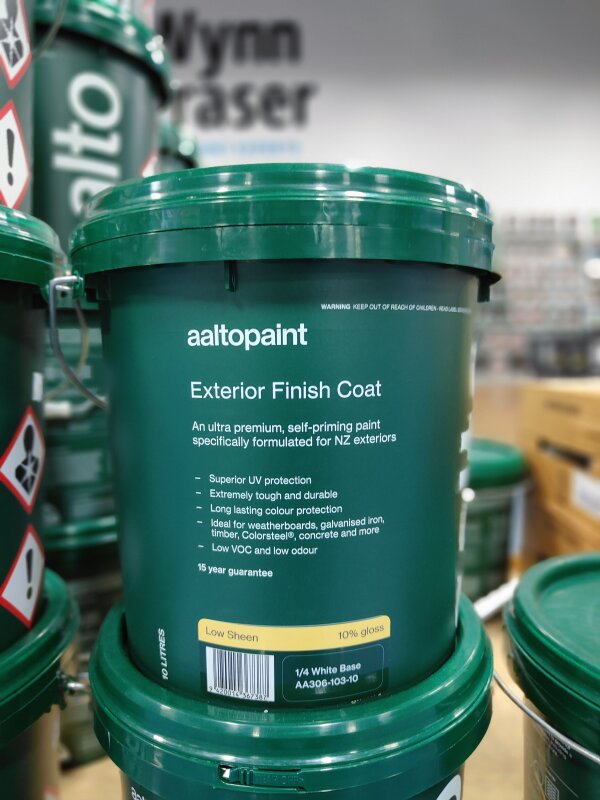 Wynn
raser
alto
WARNING KEEP OUT OF REACH OF CHILDREN - READ LABEL
aaltopaint
Exterior Finish Coat
An ultra premium, self-priming paint
specifically formulated for NZ exteriors
– Superior UV protection
– Extremely tough and durable
– Long lasting colour protection
– Ideal for weatherboards, galvanised iron,
timber, Colorsteel®, concrete and more
– Low VOC and low odour
15 year guarantee
Low Sheen 10% gloss
10 LITRES
1/4 White Base
AA306-103-10